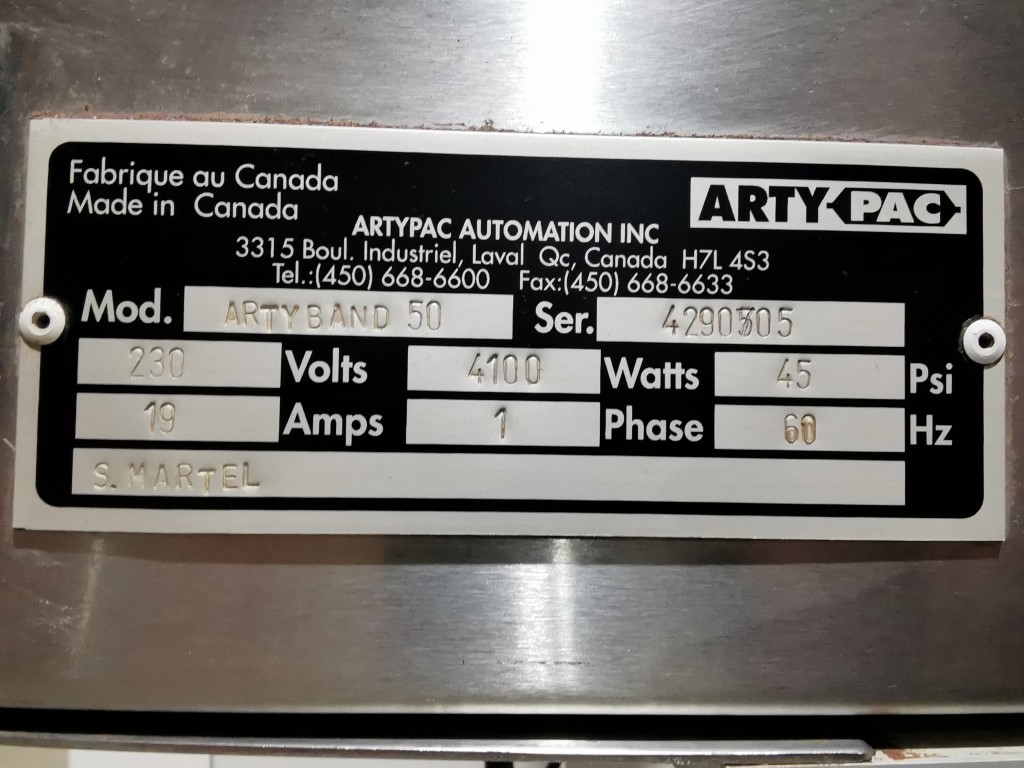 Fabrique au Canada
Made in Canada
ARTYPAC
ARTYPAC AUTOMATION INC
3315 Boul. Industriel, Laval Qc, Canada H7L 4S3
Tel.:(450) 668-6600 Fax:(450) 668-6633
Mod. ARTYBAND 50 Ser.
230 Volts 4100 Watts 45 Psi
19 Amps 1 Phase 60 Hz
S. MARTEL